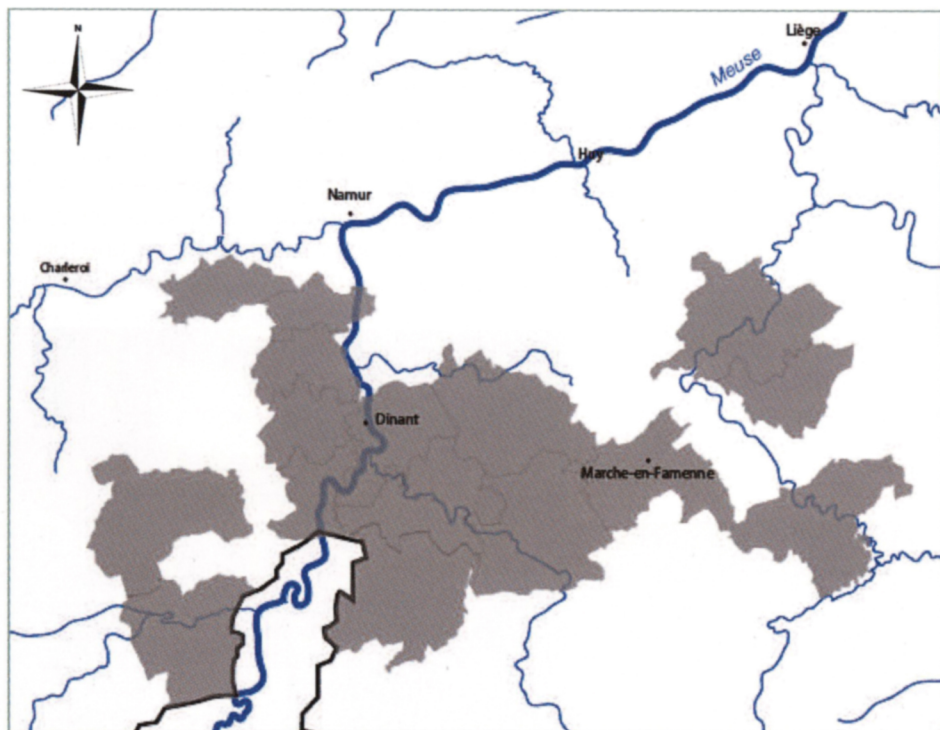 N
Liège
Meuse
Huy
Namur
Charleroi
Dinant
Marche-en-Famenne